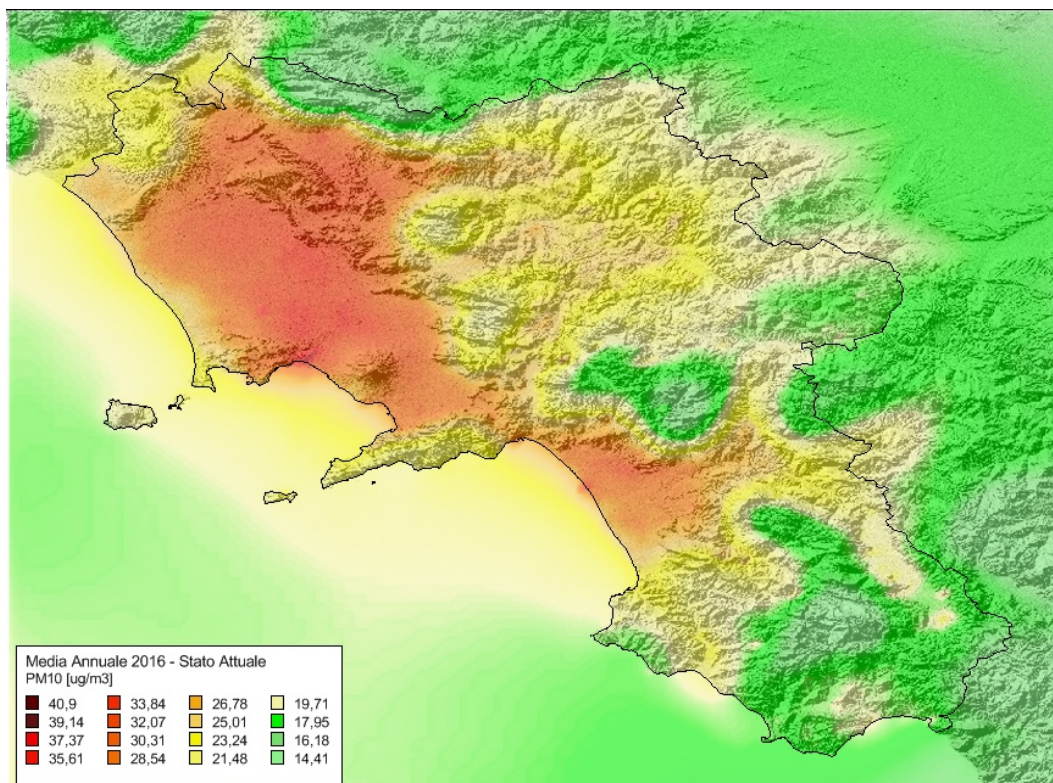 Media Annuale 2016 - Stato Attuale
PM10 [ug/m3]
40,9 33,84 26,78 19,71
39,14 32,07 25,01 17,95
37,37 30,31 23,24 16,18
35,61 28,54 21,48 14,41